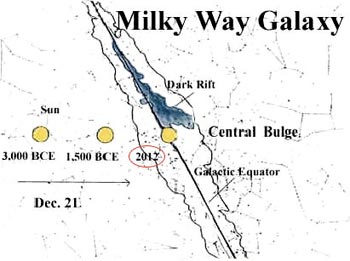 Milky Way Galaxy
Dark Rift
Sun
Central Bulge
3,000 BCE 1,500 BCE 2012
Galactic Equator
Dec. 21